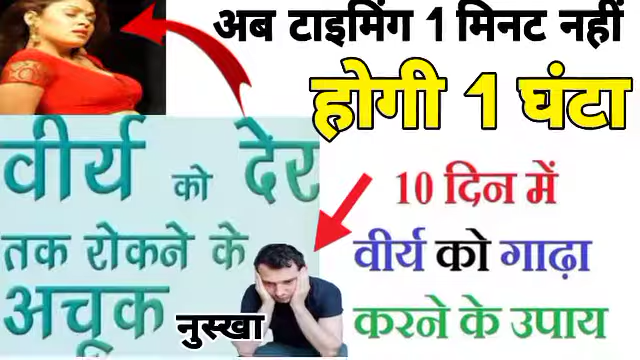 अब टाइमिंग 1 मिनट नहीं
होगी 1 घंटा
वीर्य को देर
तक रोकने के
अचूक नुस्खा
10 दिन में
वीर्य को गाढ़ा
करने के उपाय